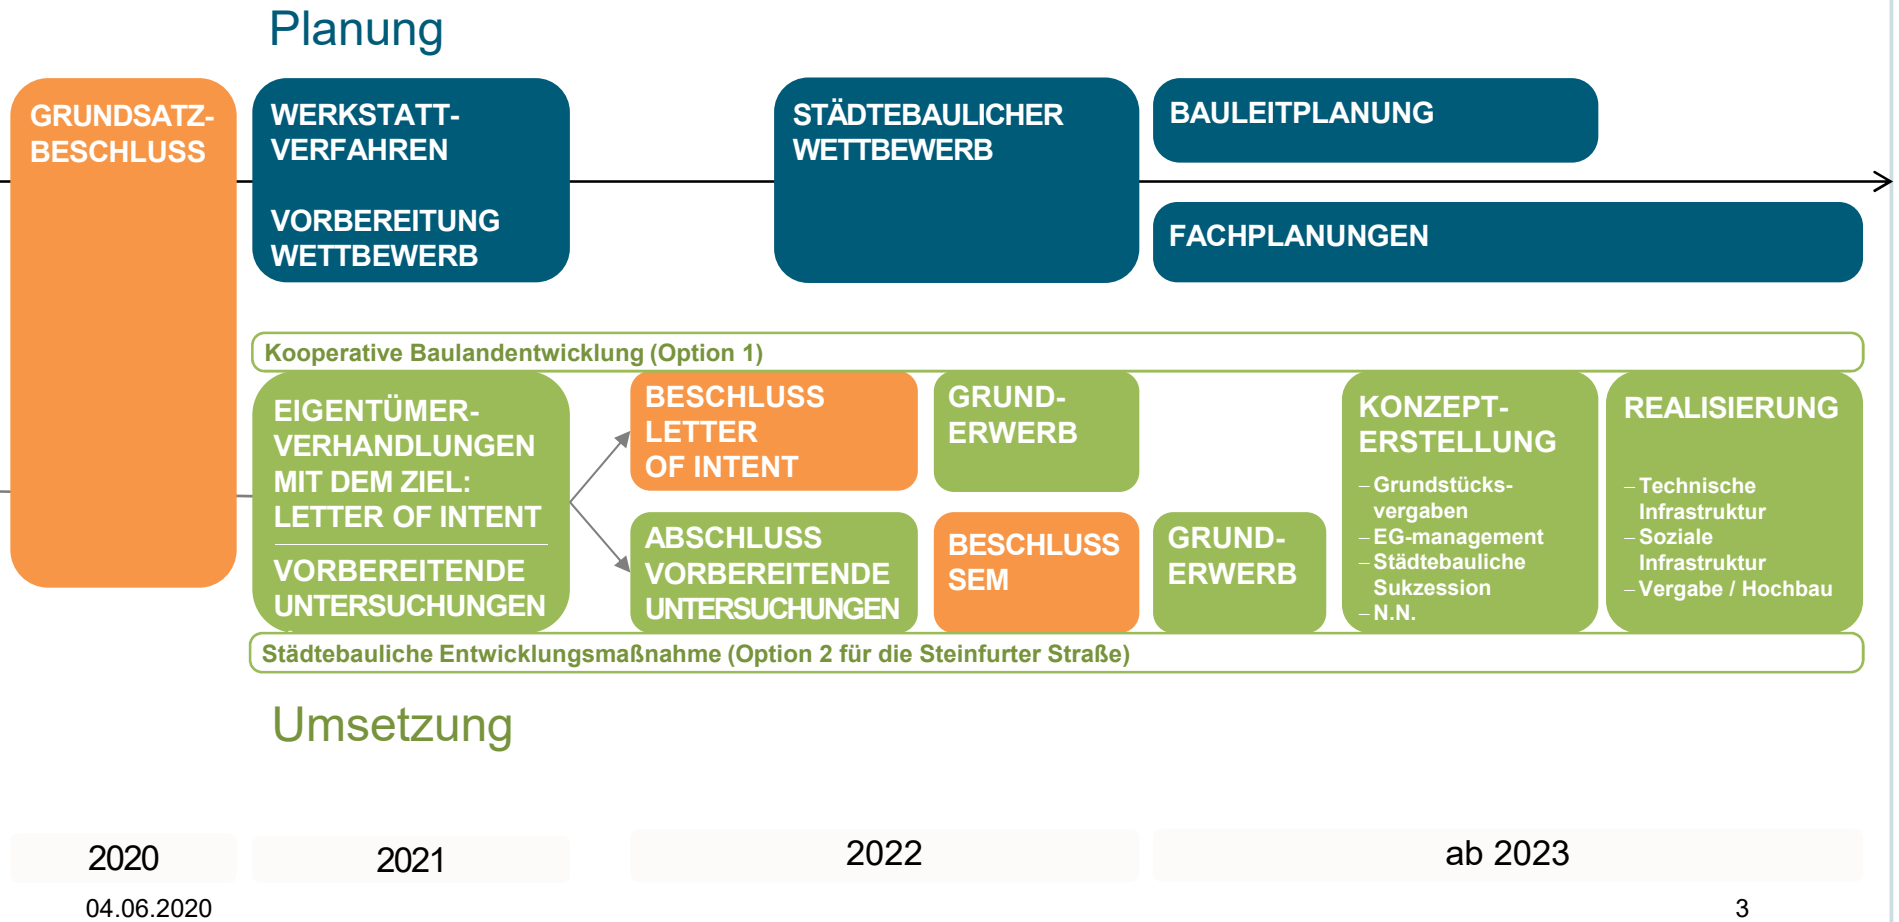 Planung
GRUNDSATZ-
BESCHLUSS
WERKSTATT-
VERFAHREN
VORBEREITUNG
WETTBEWERB
STÄDTEBAULICHER
WETTBEWERB
BAULEITPLANUNG
FACHPLANUNGEN
Kooperative Baulandentwicklung (Option 1)
EIGENTÜMER-
VERHANDLUNGEN
MIT DEM ZIEL:
LETTER OF INTENT
VORBEREITENDE
UNTERSUCHUNGEN
BESCHLUSS
LETTER
OF INTENT
GRUND-
ERWERB
ABSCHLUSS
VORBEREITENDE
UNTERSUCHUNGEN
BESCHLUSS
SEM
GRUND-
ERWERB
KONZEPT-
ERSTELLUNG
– Grundstücks-
vergaben
– EG-management
– Städtebauliche
Sukzession
– N.N.
REALISIERUNG
– Technische
Infrastruktur
– Soziale
Infrastruktur
– Vergabe / Hochbau
Städtebauliche Entwicklungsmaßnahme (Option 2 für die Steinfurter Straße)
Umsetzung
2020
2021
2022
ab 2023
04.06.2020
3